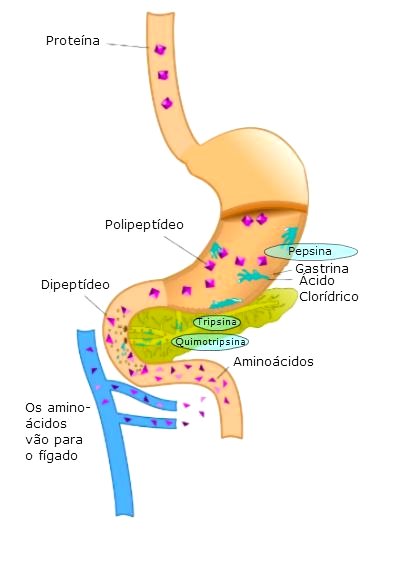 Proteína
Polipeptídeo
Pepsina
Gastrina
Ácido
Clorídrico
Dipeptídeo
Tripsina
Quimotripsina
Aminoácidos
Os amino-
ácidos
vão para
o fígado